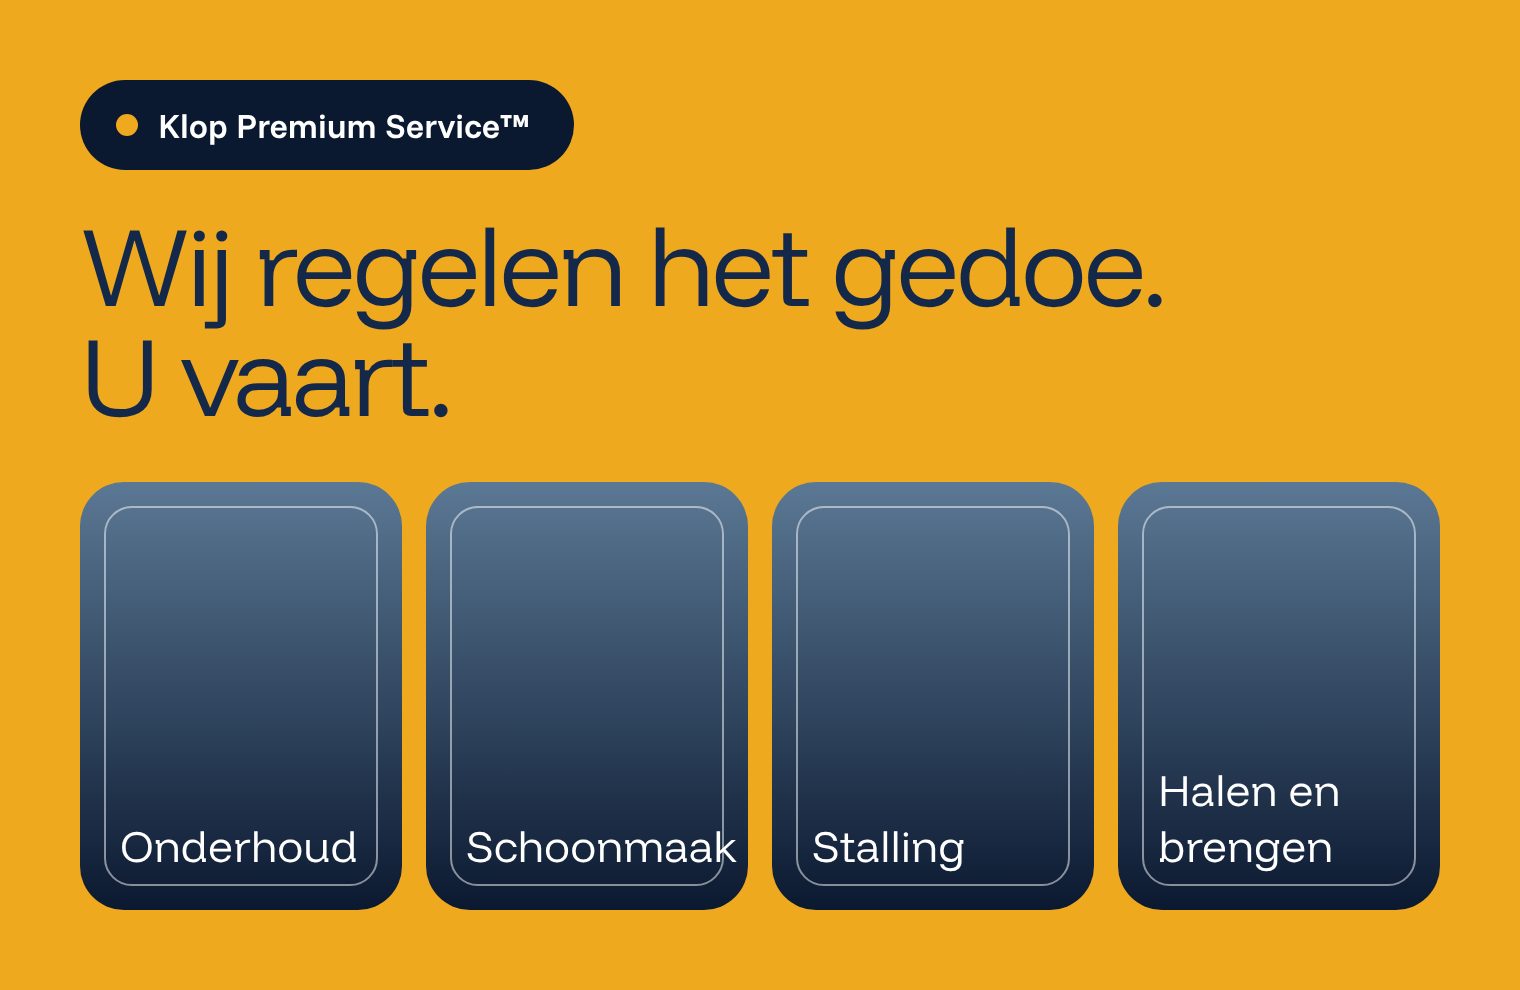 Klop Premium Service™
Wij regelen het gedoe.
U vaart.
Onderhoud
Schoonmaak
Stalling
Halen en
brengen